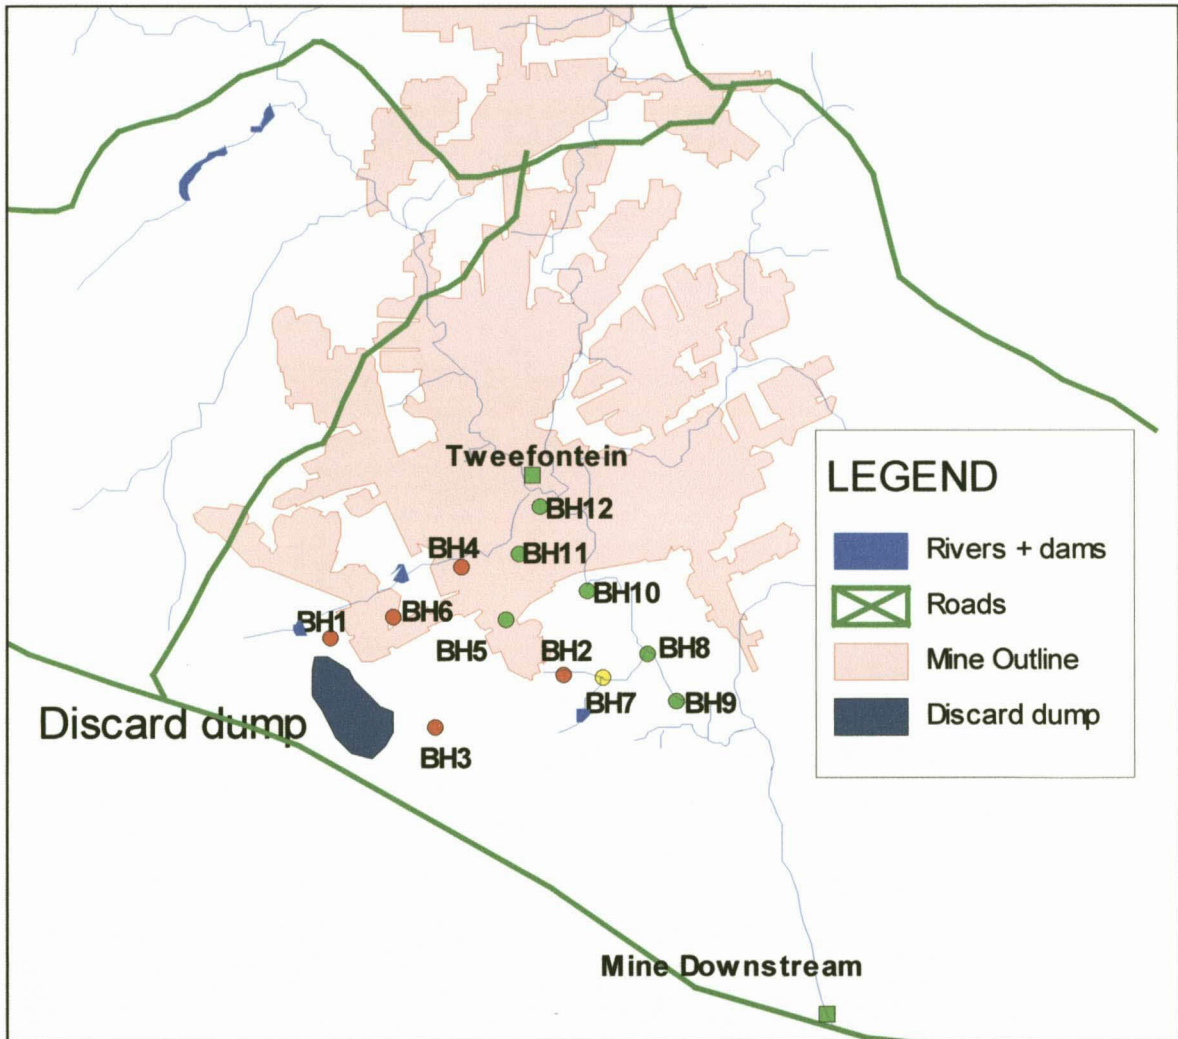 Tweefontein
BH12
BH4
BH11
BH10
BH6
BH1
BH5
BH2
BH8
BH7
BH9
Discard dump
BH3
Mine Downstream
LEGEND
Rivers + dams
Roads
Mine Outline
Discard dump